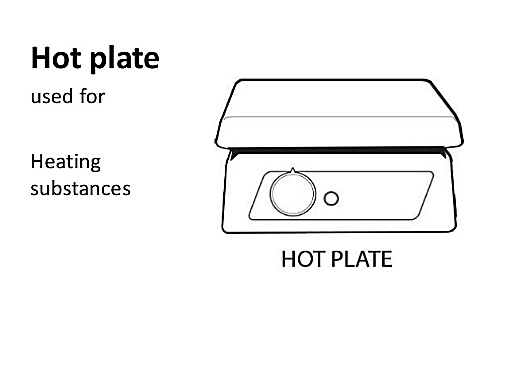 Hot plate
used for
Heating
substances
HOT PLATE